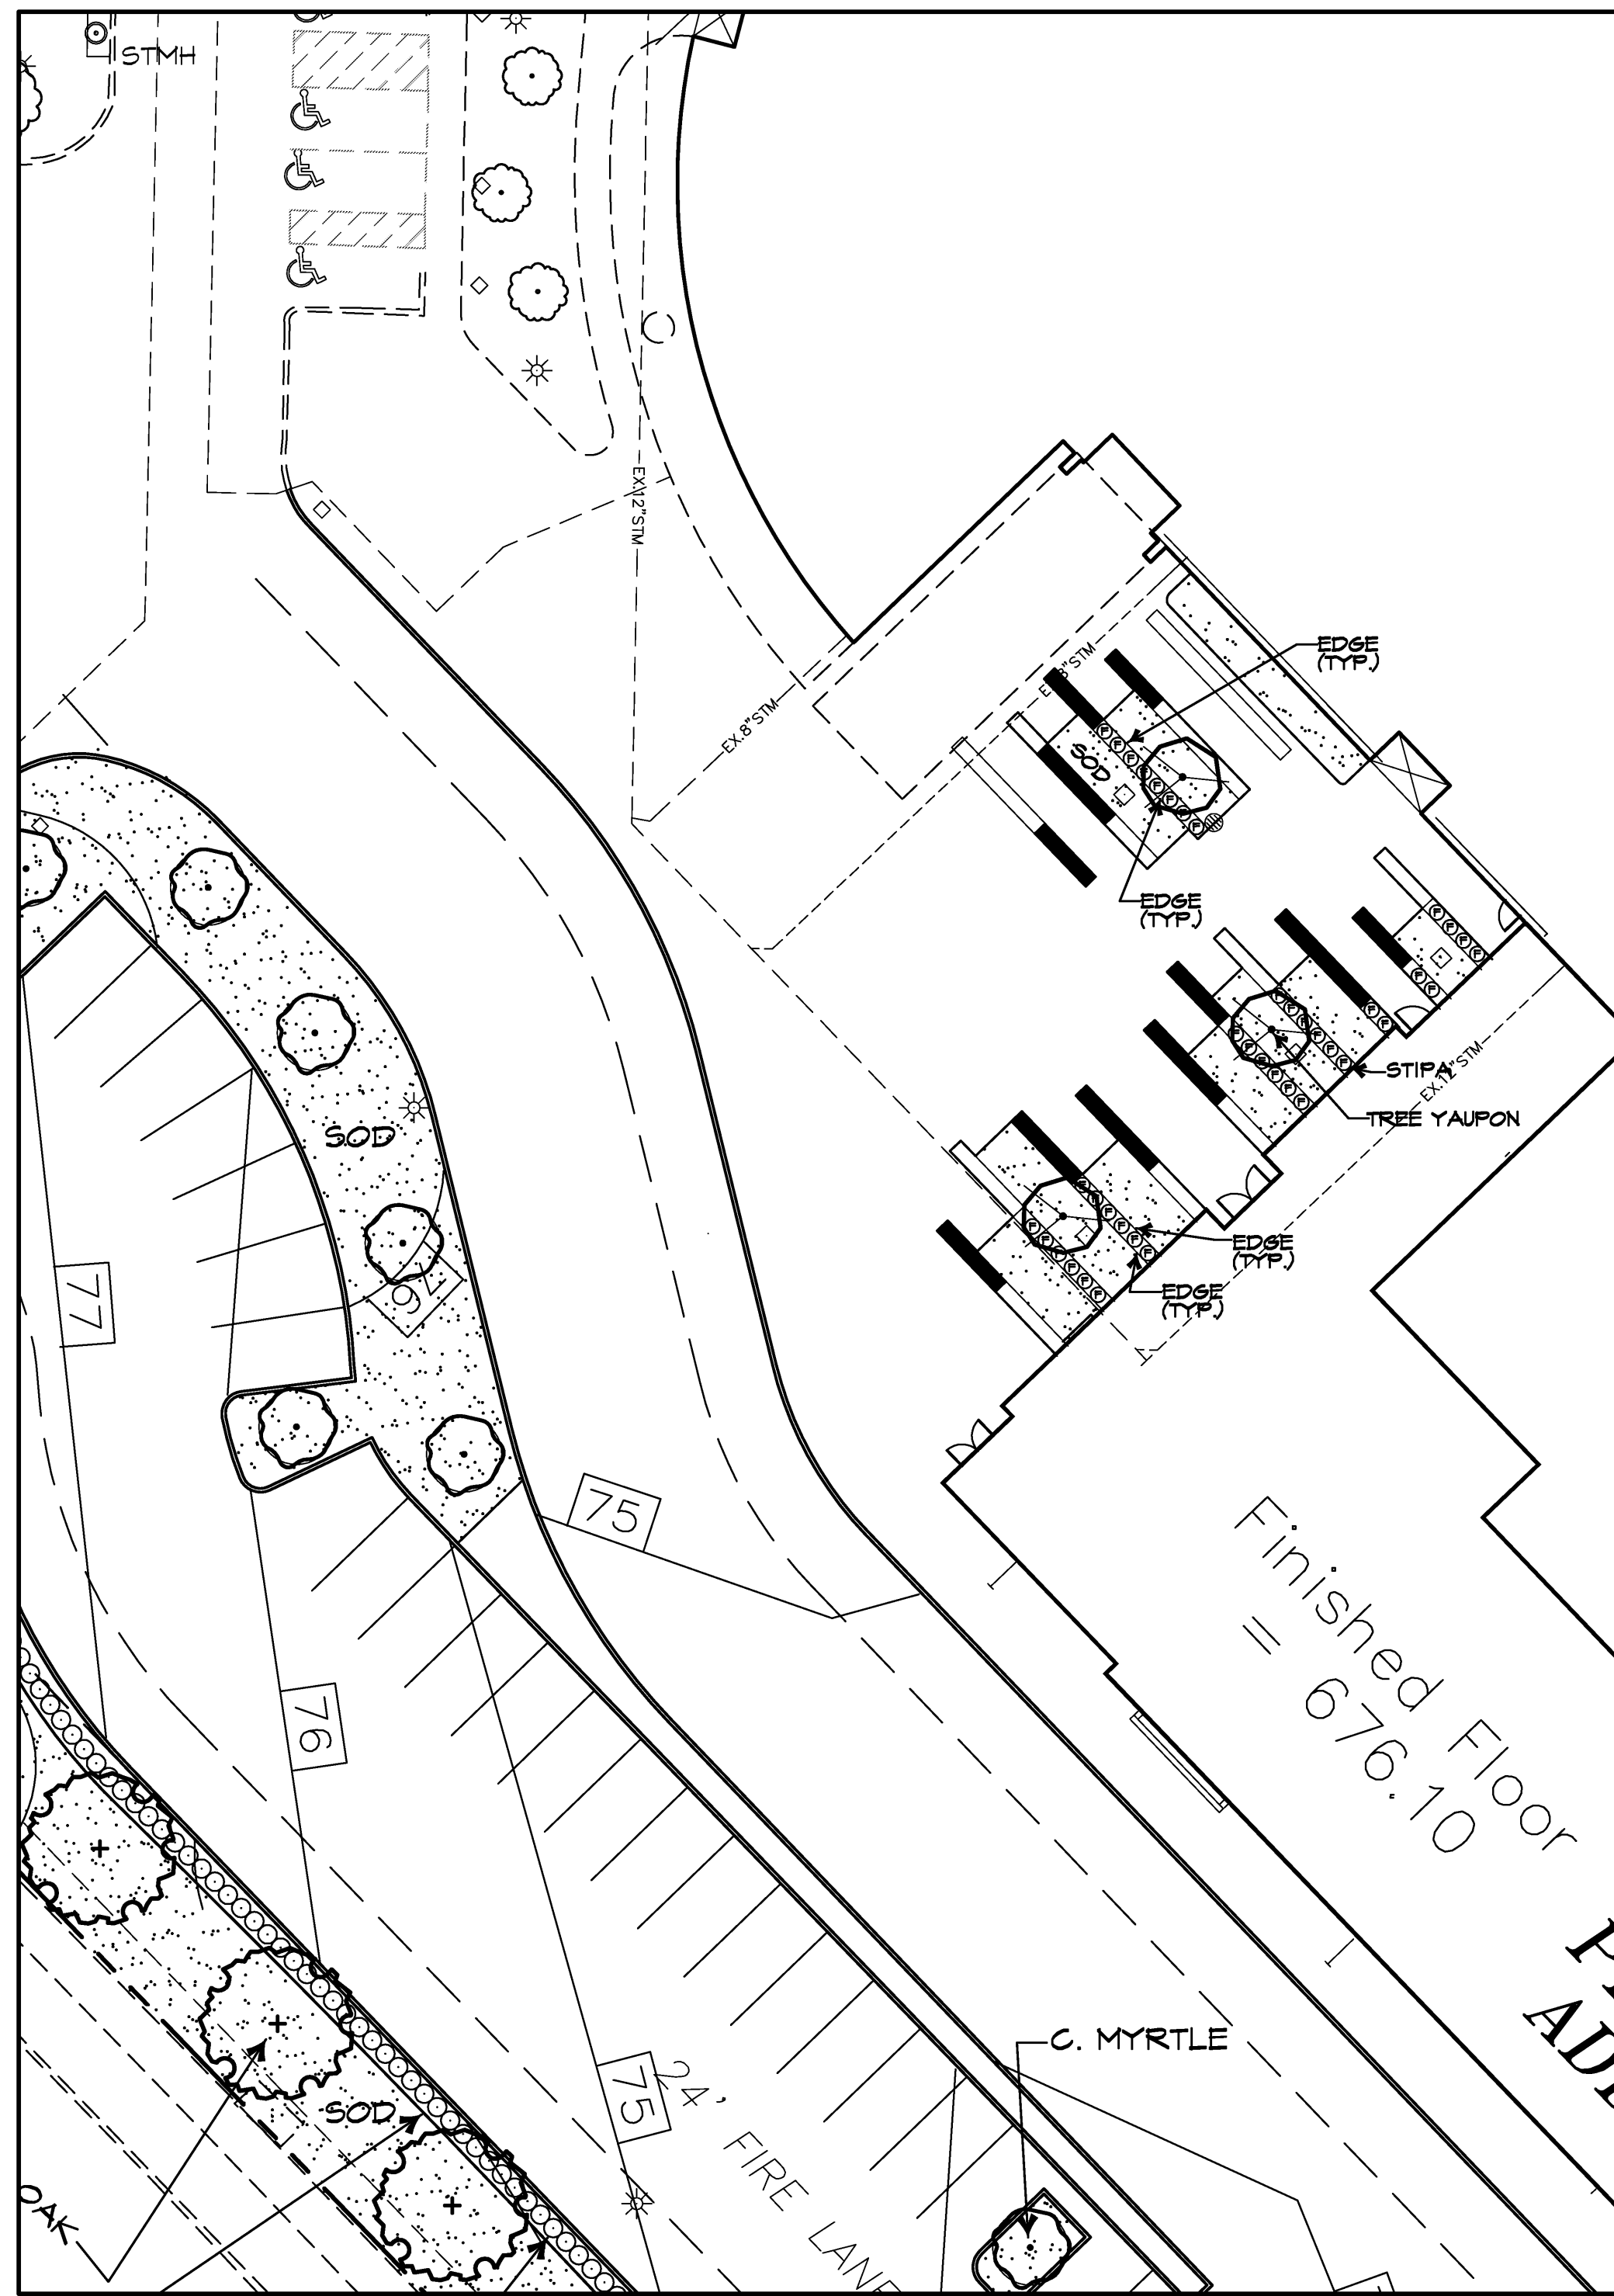 STMH
EX.12"STM
EX.8"STM
EX.8"STM
EDGE
(TYP.)
SOD
EDGE
(TYP.)
STIPA
EX.12"STM
TREE YAUPON
SOD
EDGE
(TYP.)
EDGE
(TYP.)
77
76
75
Finished Floor
= 676.10
76
C. MYRTLE
75
24' FIRE LANE
SOD
OAK